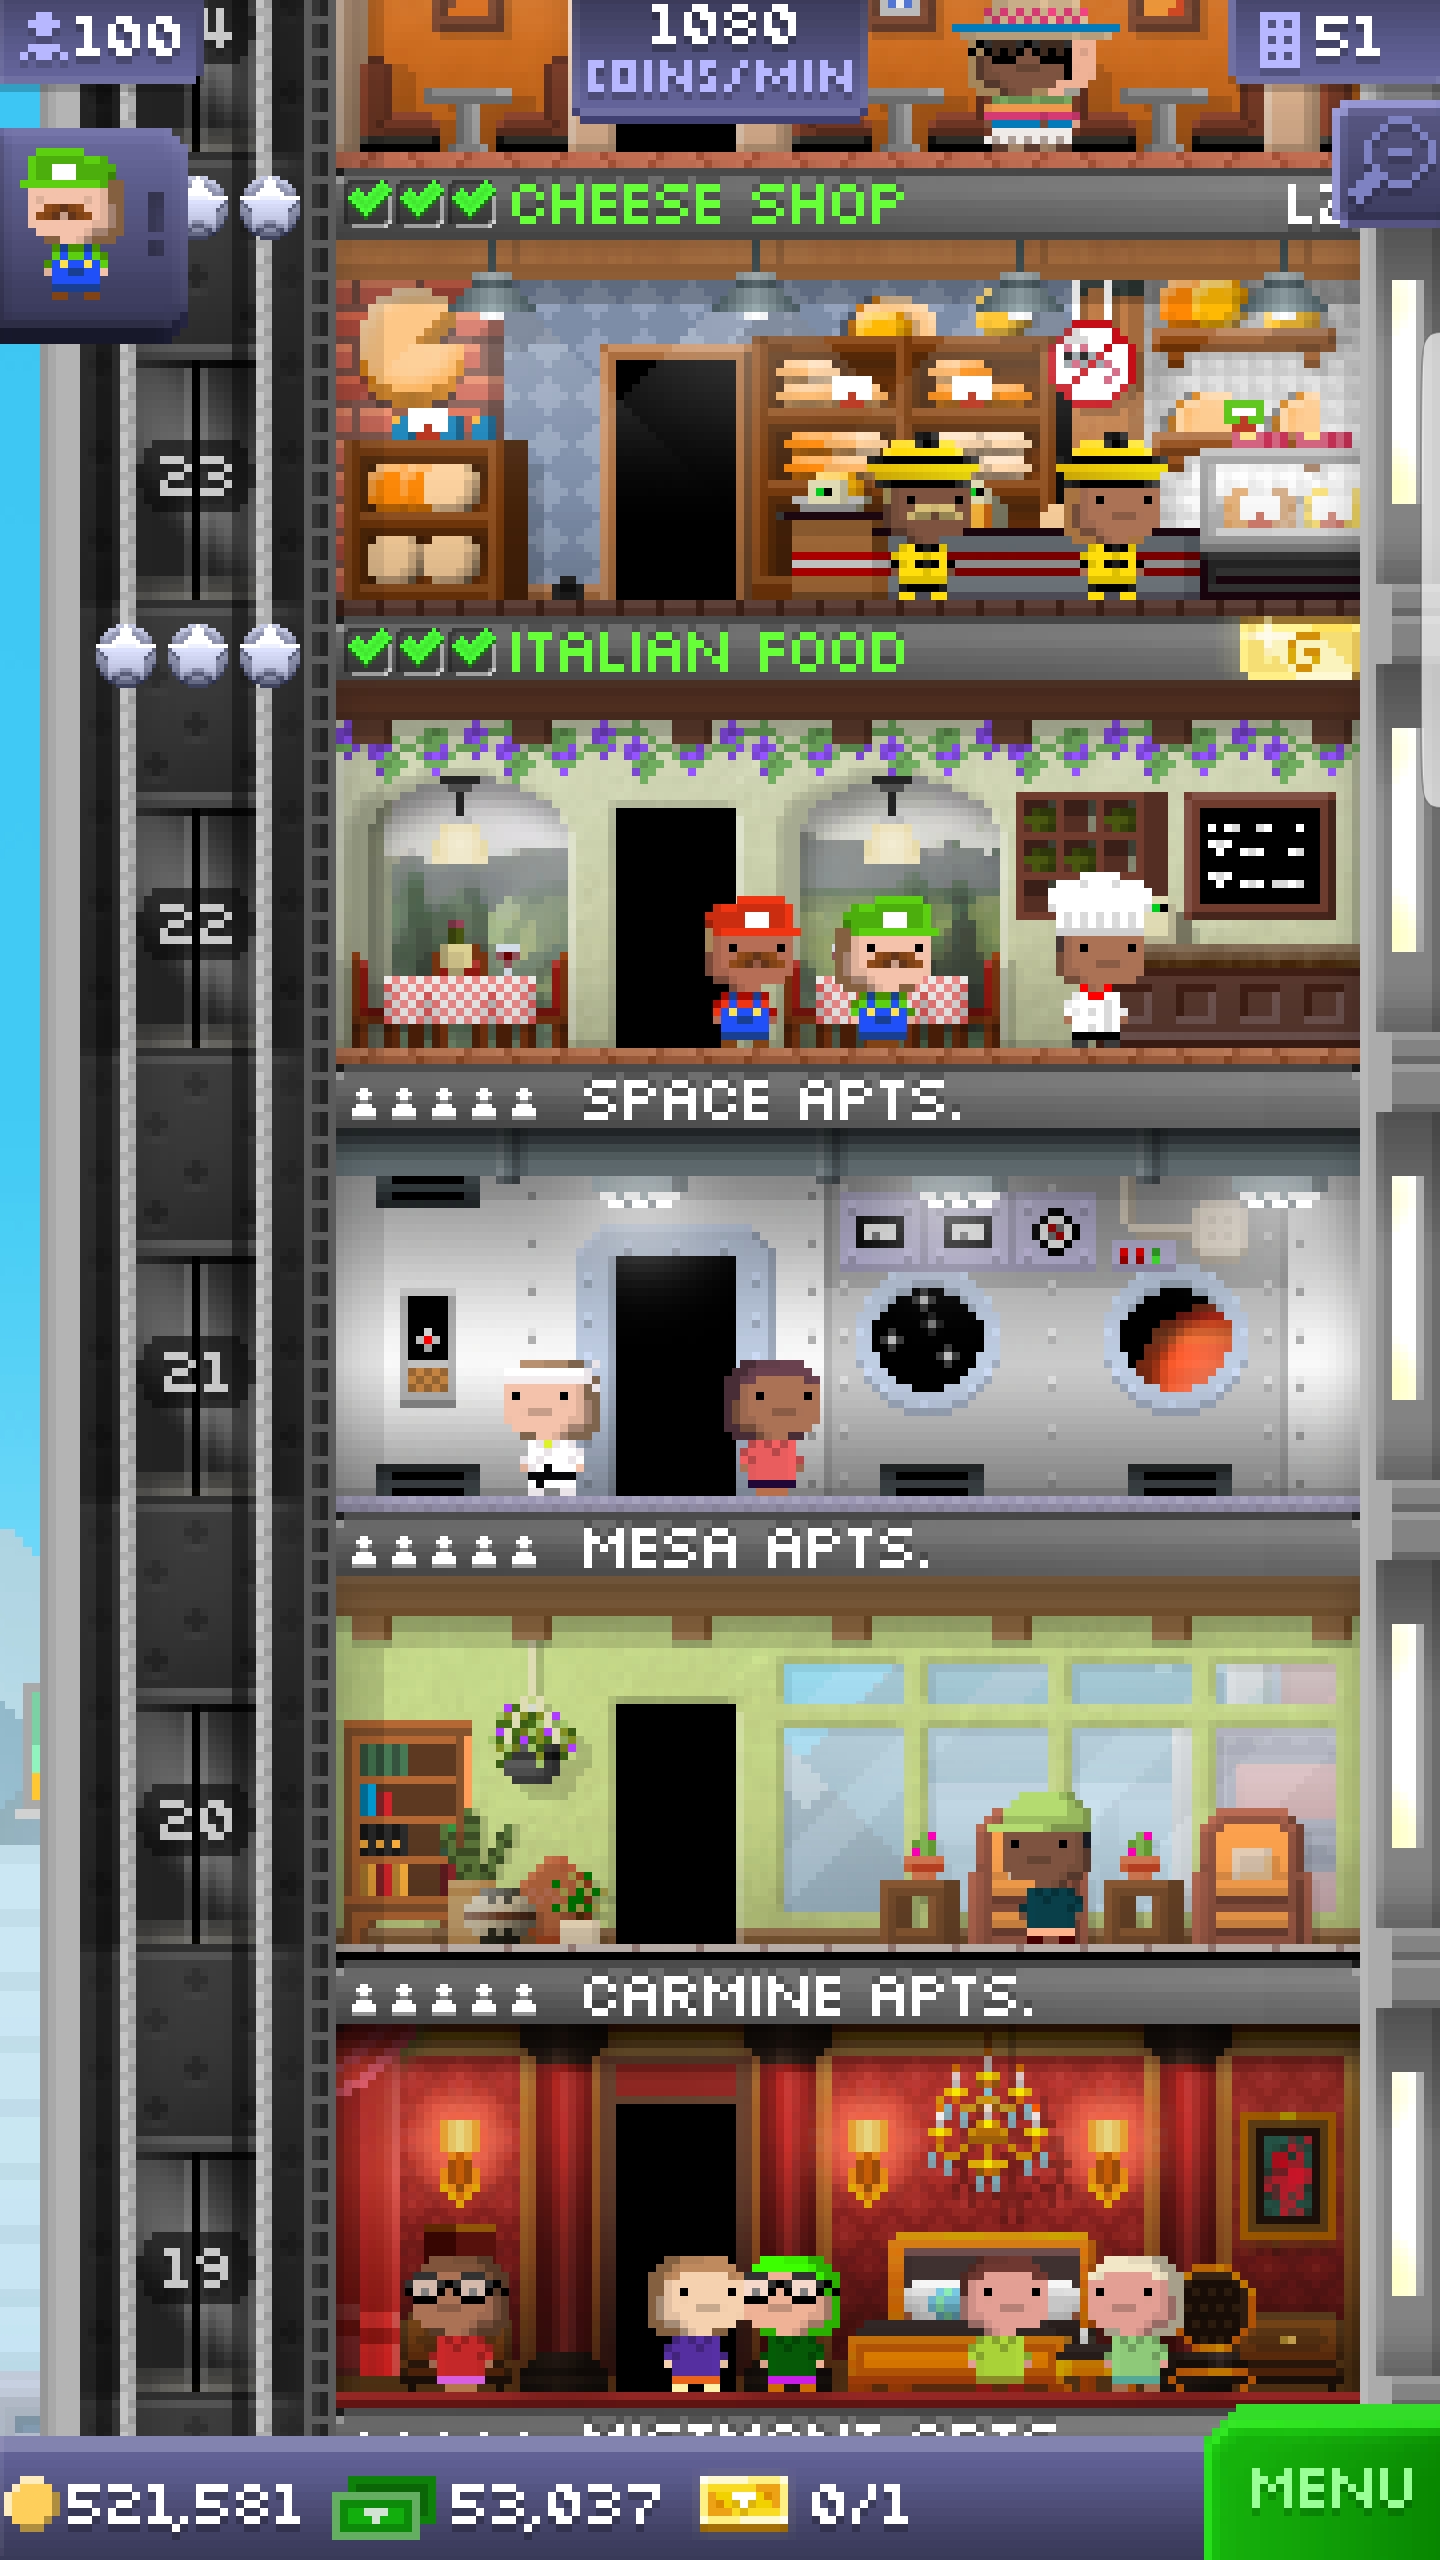 100
4
1080
COINS/MIN
51
CHEESE SHOP
23
ITALIAN FOOD
G
22
SPACE APTS.
21
MESA APTS.
20
CARMINE APTS.
19
521,581
53,037
0/1
MENU